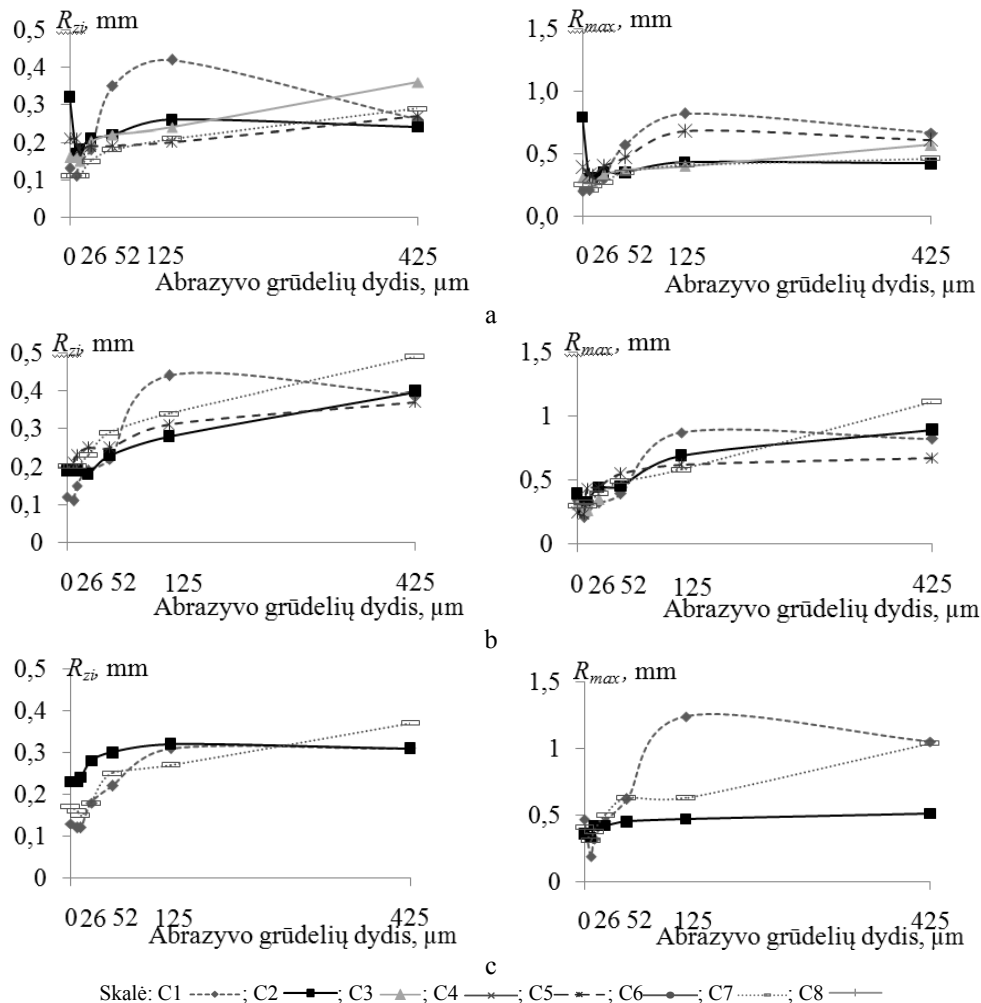 R_zi, mm
0,5
0,4
0,3
0,2
0,1
0
0 26 52 125 425
Abrazyvo grūdelių dydis, µm
R_max, mm
1,5
1,0
0,5
0,0
0 26 52 125 425
Abrazyvo grūdelių dydis, µm
a
R_zi, mm
0,5
0,4
0,3
0,2
0,1
0
0 26 52 125 425
Abrazyvo grūdelių dydis, µm
R_max, mm
1,5
1
0,5
0
0 26 52 125 425
Abrazyvo grūdelių dydis, µm
b
R_zi, mm
0,5
0,4
0,3
0,2
0,1
0
0 26 52 125 425
Abrazyvo grūdelių dydis, µm
R_max, mm
1,5
1
0,5
0
0 26 52 125 425
Abrazyvo grūdelių dydis, µm
c
Skalė: C1 ; C2 ; C3 ; C4 ; C5 ; C6 ; C7 ; C8